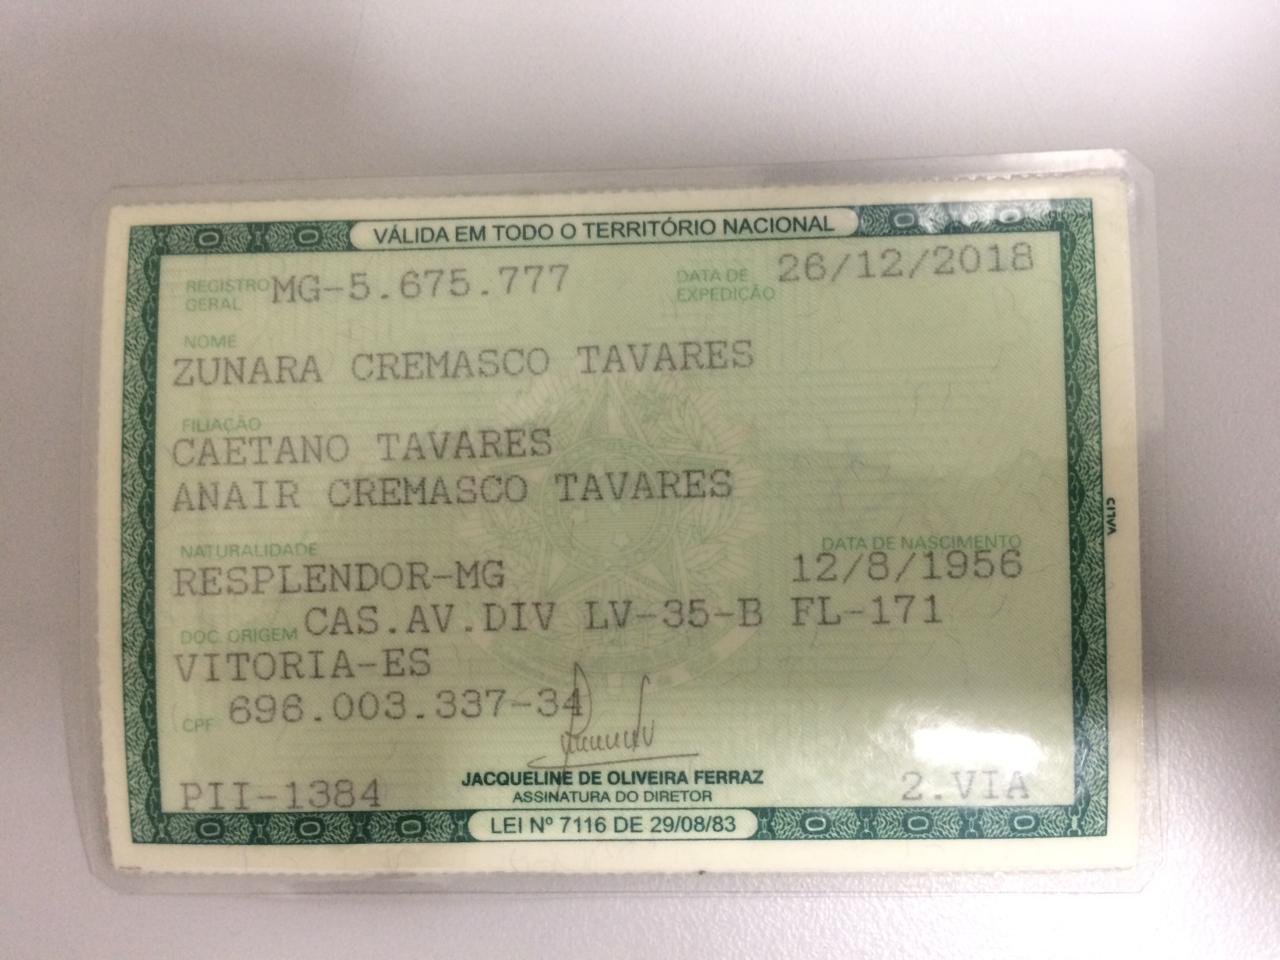 VÁLIDA EM TODO O TERRITÓRIO NACIONAL
REGISTRO GERAL MG-5.675.777 DATA DE EXPEDIÇÃO 26/12/2018
NOME
ZUNARA CREMASCO TAVARES
FILIAÇÃO
CAETANO TAVARES
ANAIR CREMASCO TAVARES
NATURALIDADE DATA DE NASCIMENTO
RESPLENDOR-MG 12/8/1956
DOC. ORIGEM CAS.AV.DIV LV-35-B FL-171
VITORIA-ES
CPF 696.003.337-34
PII-1384 JACQUELINE DE OLIVEIRA FERRAZ 2.VIA
ASSINATURA DO DIRETOR
LEI Nº 7116 DE 29/08/83